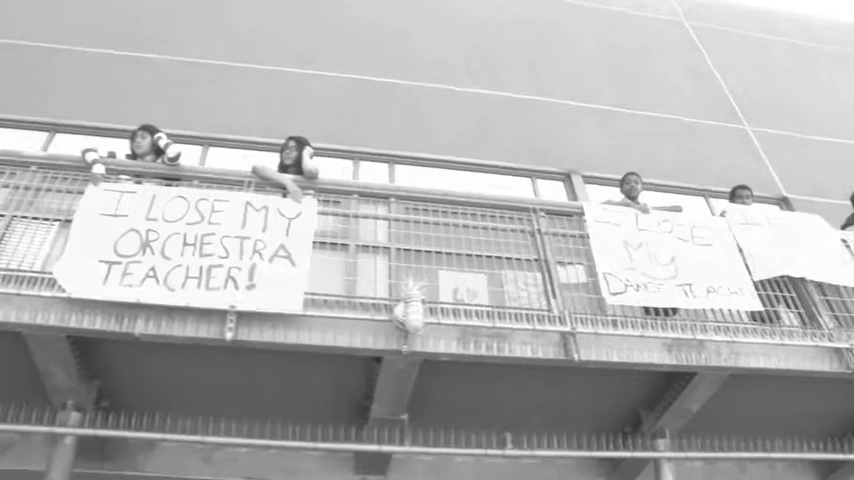 I LOSE MY
ORCHESTRA
TEACHER!
I LOSE
MY
DANCE TEACHER